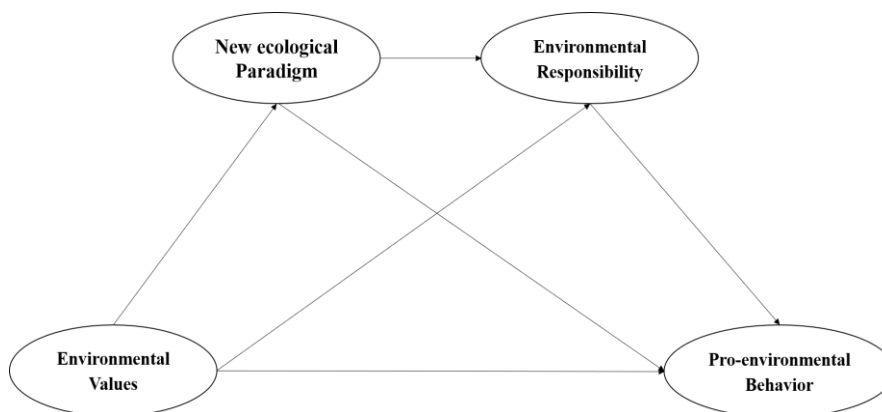 New ecological
Paradigm
Environmental
Responsibility
Environmental
Values
Pro-environmental
Behavior